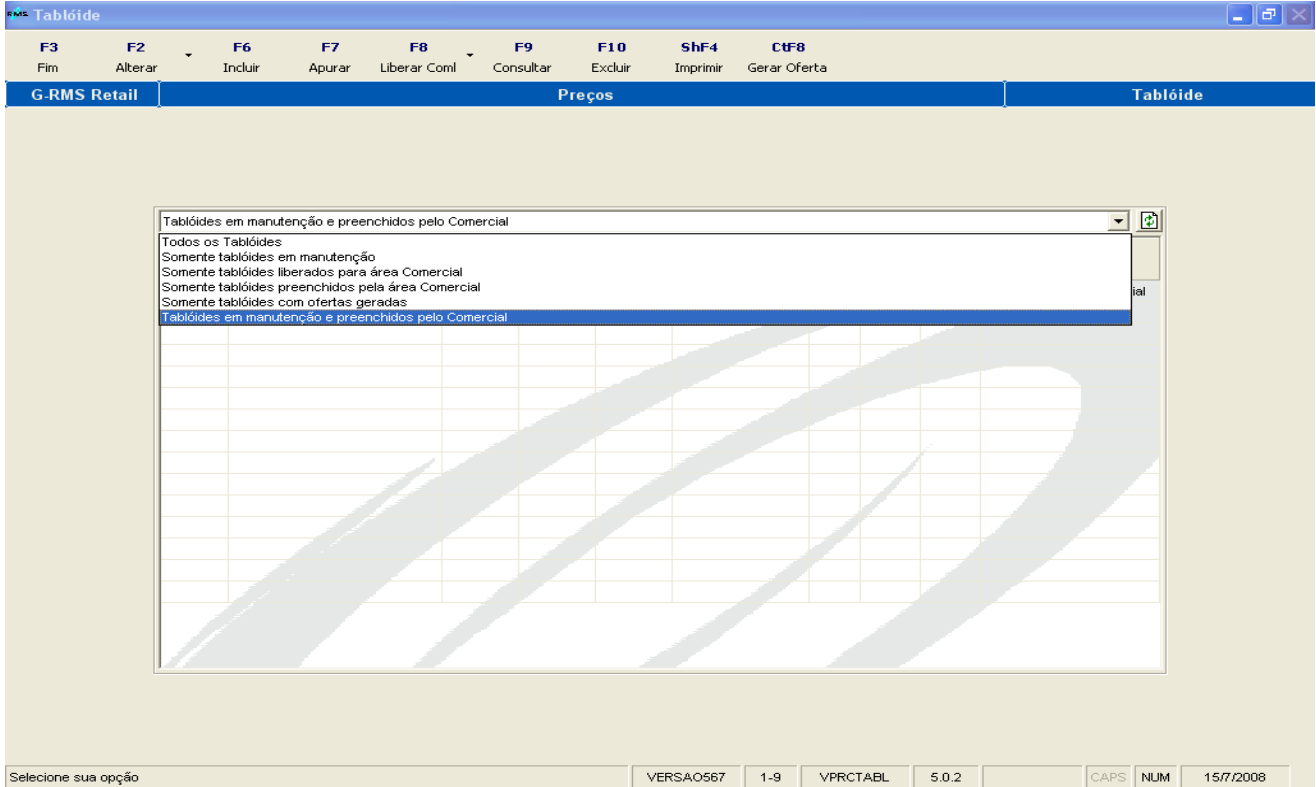 RMS Tablóide
F3 F2 F6 F7 F8 F9 F10 ShF4 CtF8
Fim Alterar Incluir Apurar Liberar Coml Consultar Excluir Imprimir Gerar Oferta
G-RMS Retail Preços Tablóide
Tablóides em manutenção e preenchidos pelo Comercial
Todos os Tablóides
Somente tablóides em manutenção
Somente tablóides liberados para área Comercial
Somente tablóides preenchidos pela área Comercial
ial
Somente tablóides com ofertas geradas
Tablóides em manutenção e preenchidos pelo Comercial
Selecione sua opção VERSAO567 1-9 VPRCTABL 5.0.2 CAPS NUM 15/7/2008